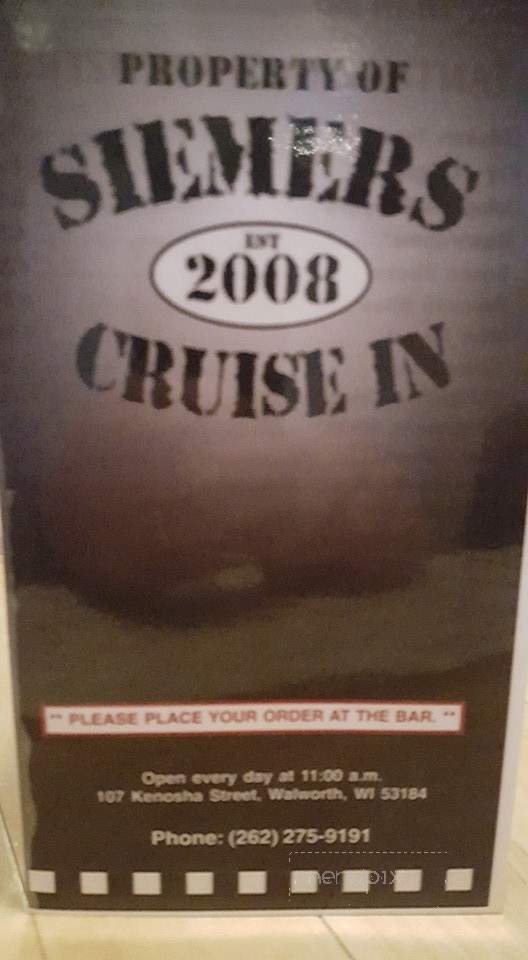 PROPERTY OF
SIEMERS
EST
2008
CRUISE IN
** PLEASE PLACE YOUR ORDER AT THE BAR. **
Open every day at 11:00 a.m.
107 Kenosha Street, Walworth, WI 53184
Phone: (262) 275-9191
menupix